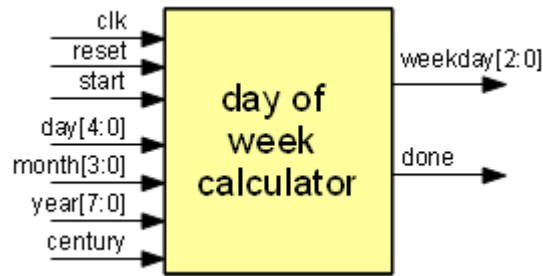 clk
reset
start
day[4:0]
month[3:0]
year[7:0]
century
day of
week
calculator
weekday[2:0]
done